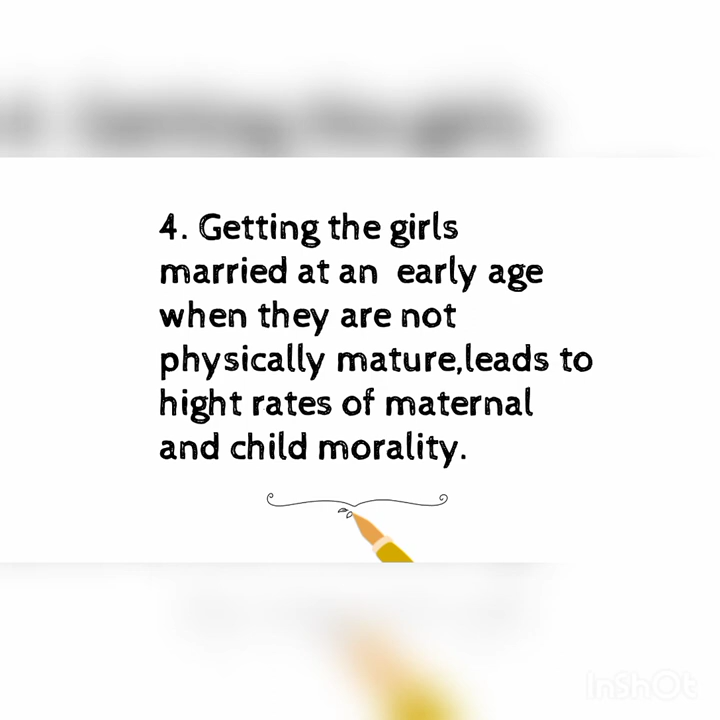 4. Getting the girls
married at an early age
when they are not
physically mature,leads to
hight rates of maternal
and child morality.
InShOt